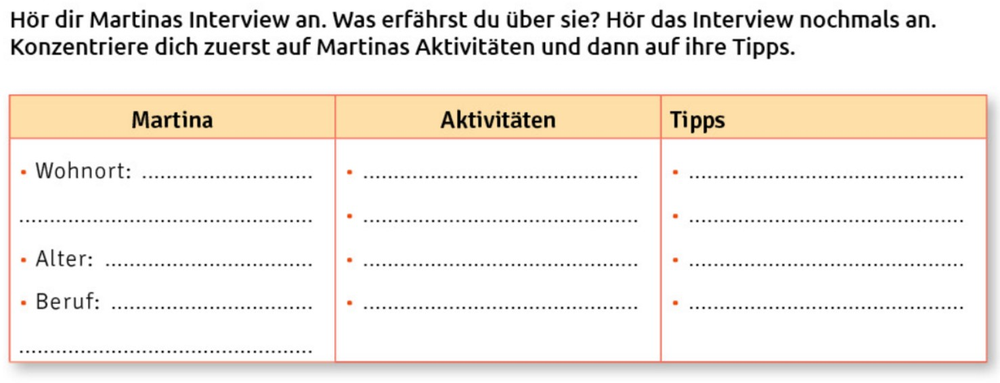 Hör dir Martinas Interview an. Was erfährst du über sie? Hör das Interview nochmals an.
Konzentriere dich zuerst auf Martinas Aktivitäten und dann auf ihre Tipps.
Martina Aktivitäten Tipps
• Wohnort: ............................ • ............................................. • .............................................
................................................ • ............................................. • .............................................
• Alter: .................................. • ............................................. • .............................................
• Beruf: ................................. • ............................................. • .............................................
................................................